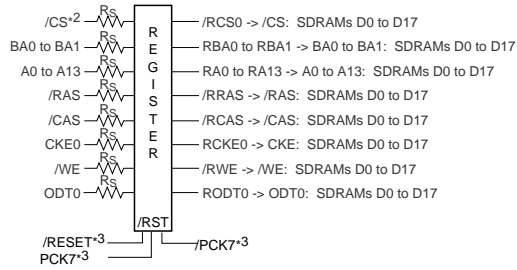 /CS*2 RS /RCS0 -> /CS: SDRAMs D0 to D17
BA0 to BA1 RS RBA0 to RBA1 -> BA0 to BA1: SDRAMs D0 to D17
A0 to A13 RS RA0 to RA13 -> A0 to A13: SDRAMs D0 to D17
/RAS RS /RRAS -> /RAS: SDRAMs D0 to D17
/CAS RS /RCAS -> /CAS: SDRAMs D0 to D17
CKE0 RS RCKE0 -> CKE: SDRAMs D0 to D17
/WE RS /RWE -> /WE: SDRAMs D0 to D17
ODT0 RS RODT0 -> ODT0: SDRAMs D0 to D17
REGISTER
/RST
/RESET*3 /PCK7*3
PCK7*3